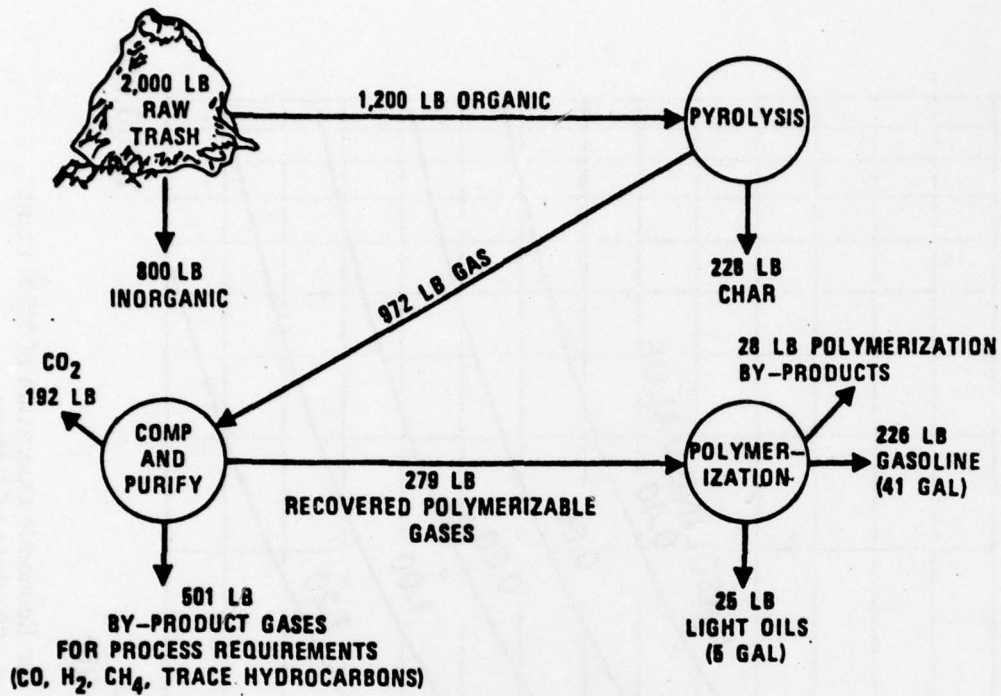 2,000 LB
RAW
TRASH
1,200 LB ORGANIC
PYROLYSIS
800 LB
INORGANIC
972 LB GAS
228 LB
CHAR
CO2
192 LB
COMP
AND
PURIFY
279 LB
RECOVERED POLYMERIZABLE
GASES
POLYMER-
IZATION
28 LB POLYMERIZATION
BY-PRODUCTS
226 LB
GASOLINE
(41 GAL)
501 LB
BY-PRODUCT GASES
FOR PROCESS REQUIREMENTS
(CO, H2, CH4, TRACE HYDROCARBONS)
25 LB
LIGHT OILS
(5 GAL)